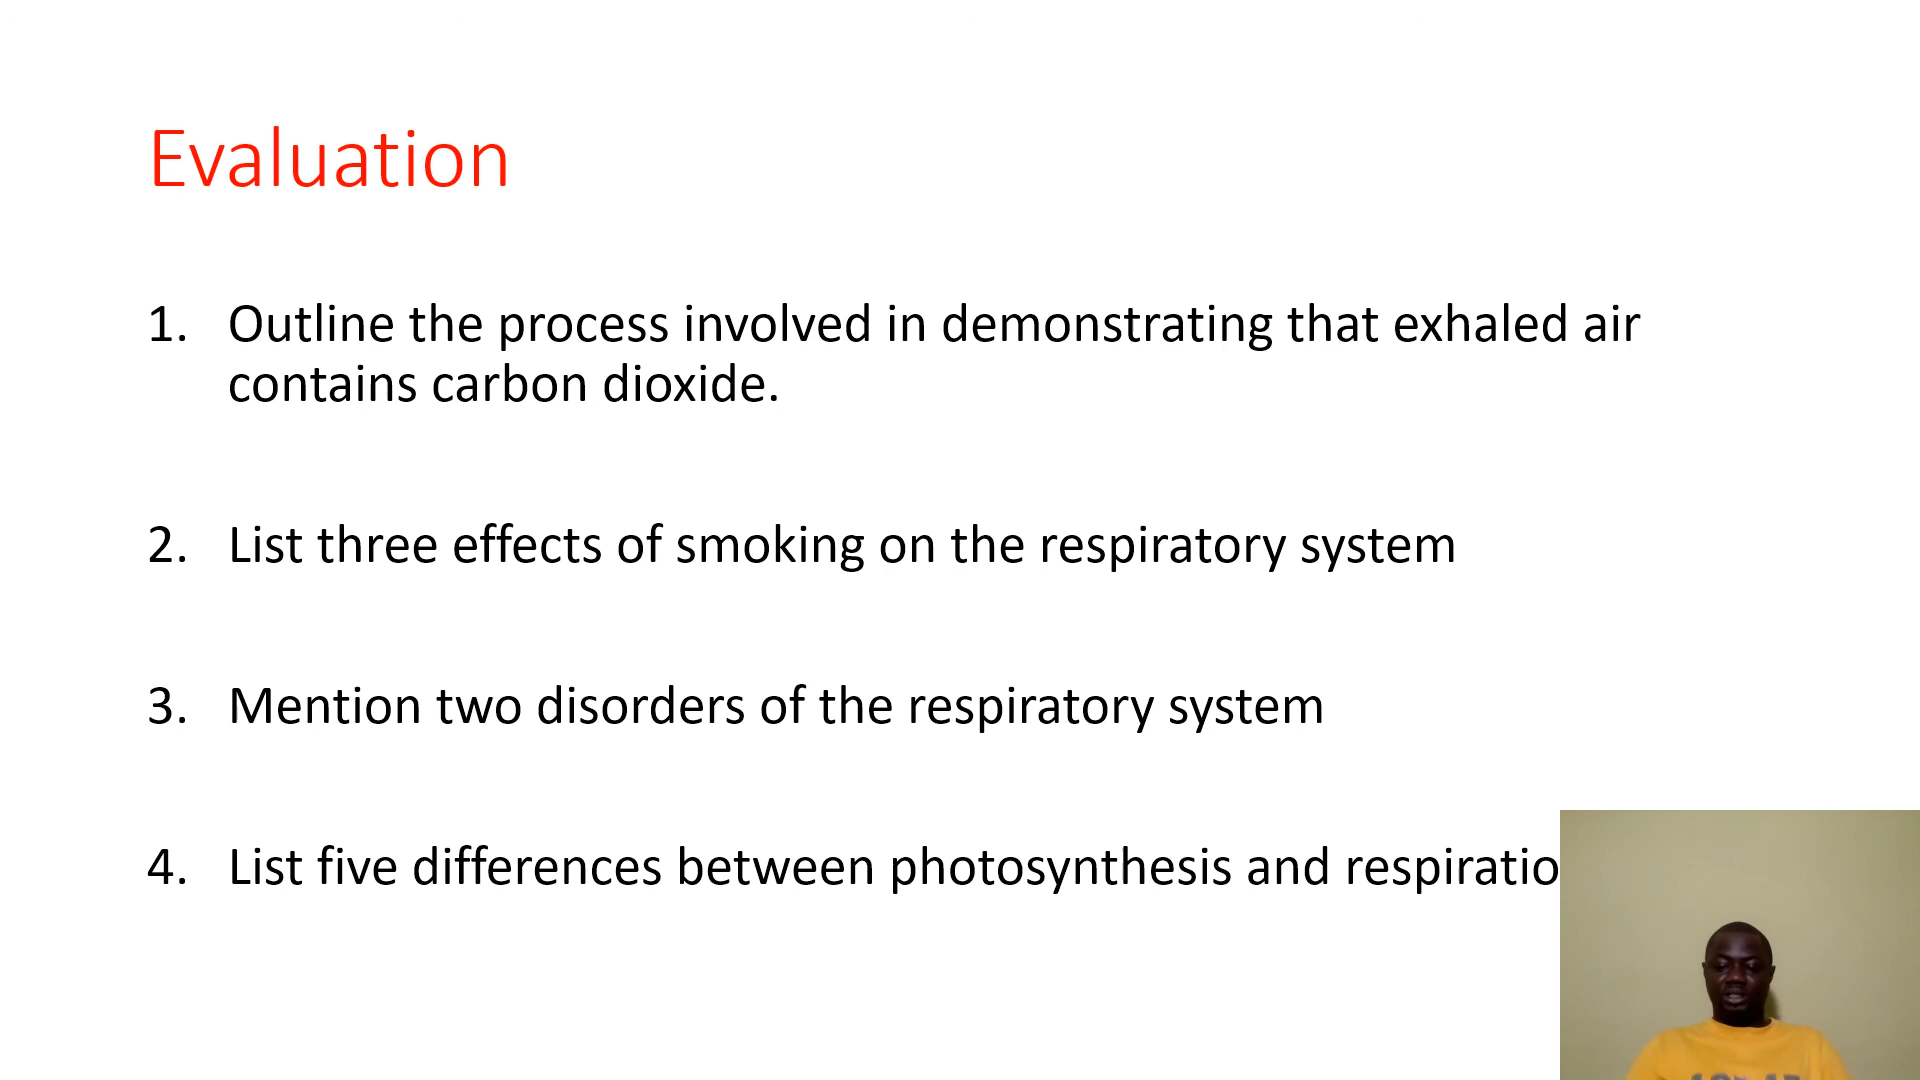 Evaluation
1. Outline the process involved in demonstrating that exhaled air
contains carbon dioxide.
2. List three effects of smoking on the respiratory system
3. Mention two disorders of the respiratory system
4. List five differences between photosynthesis and respiratio